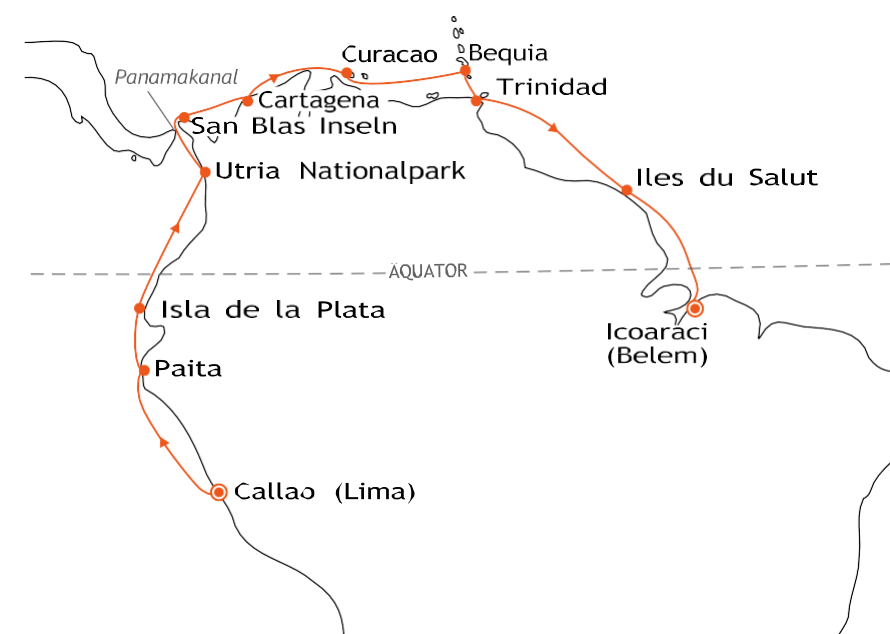 Curacao
Bequia
Panamakanal
Trinidad
Cartagena
San Blas Inseln
Utria Nationalpark
Iles du Salut
ÄQUATOR
Isla de la Plata
Icoaraci
(Belem)
Paita
Callao (Lima)